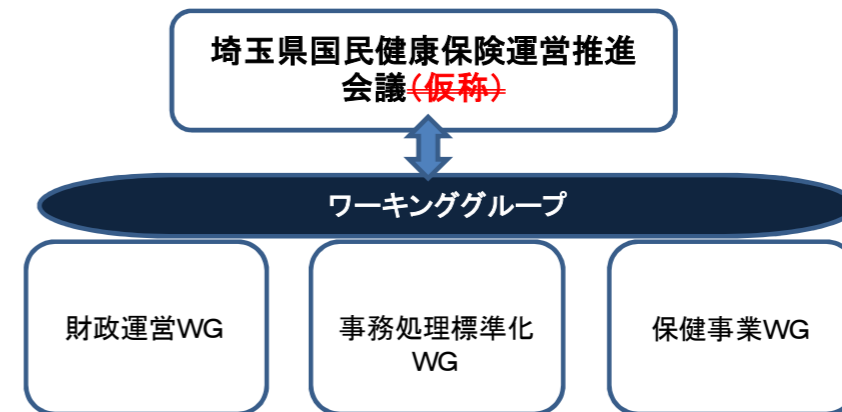 埼玉県国民健康保険運営推進
会議(仮称)
ワーキンググループ
財政運営WG
事務処理標準化
WG
保健事業WG